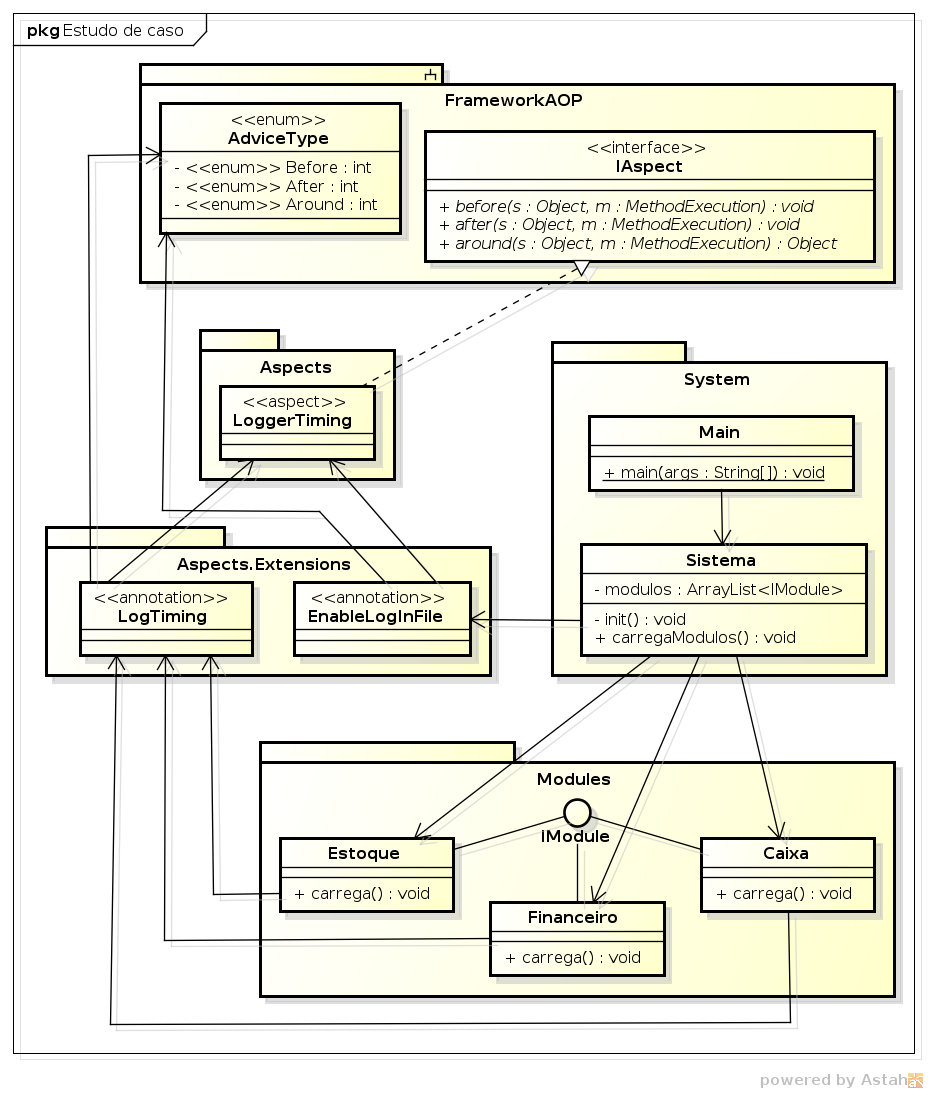 pkg Estudo de caso
FrameworkAOP
<<enum>>
AdviceType
- <<enum>> Before : int
- <<enum>> After : int
- <<enum>> Around : int
<<interface>>
IAspect
+ before(s : Object, m : MethodExecution) : void
+ after(s : Object, m : MethodExecution) : void
+ around(s : Object, m : MethodExecution) : Object
Aspects
<<aspect>>
LoggerTiming
System
Main
+ main(args : String[]) : void
Sistema
- modulos : ArrayList<IModule>
- init() : void
+ carregaModulos() : void
Aspects.Extensions
<<annotation>>
LogTiming
<<annotation>>
EnableLogInFile
Modules
IModule
Estoque
+ carrega() : void
Caixa
+ carrega() : void
Financeiro
+ carrega() : void
powered by Astah